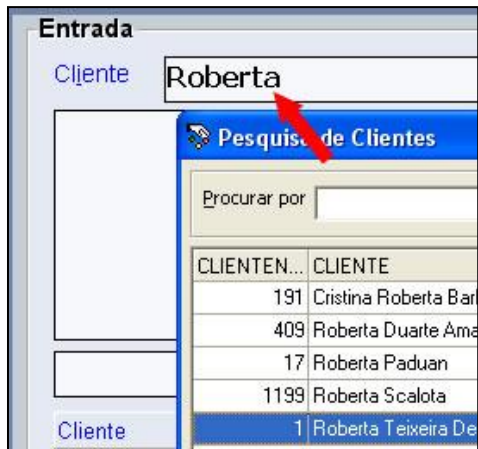 Entrada
Cliente Roberta
Pesquisa de Clientes
Procurar por
CLIENTEN... CLIENTE
191 Cristina Roberta Bar
409 Roberta Duarte Ama
17 Roberta Paduan
1199 Roberta Scalota
1 Roberta Teixeira De
Cliente